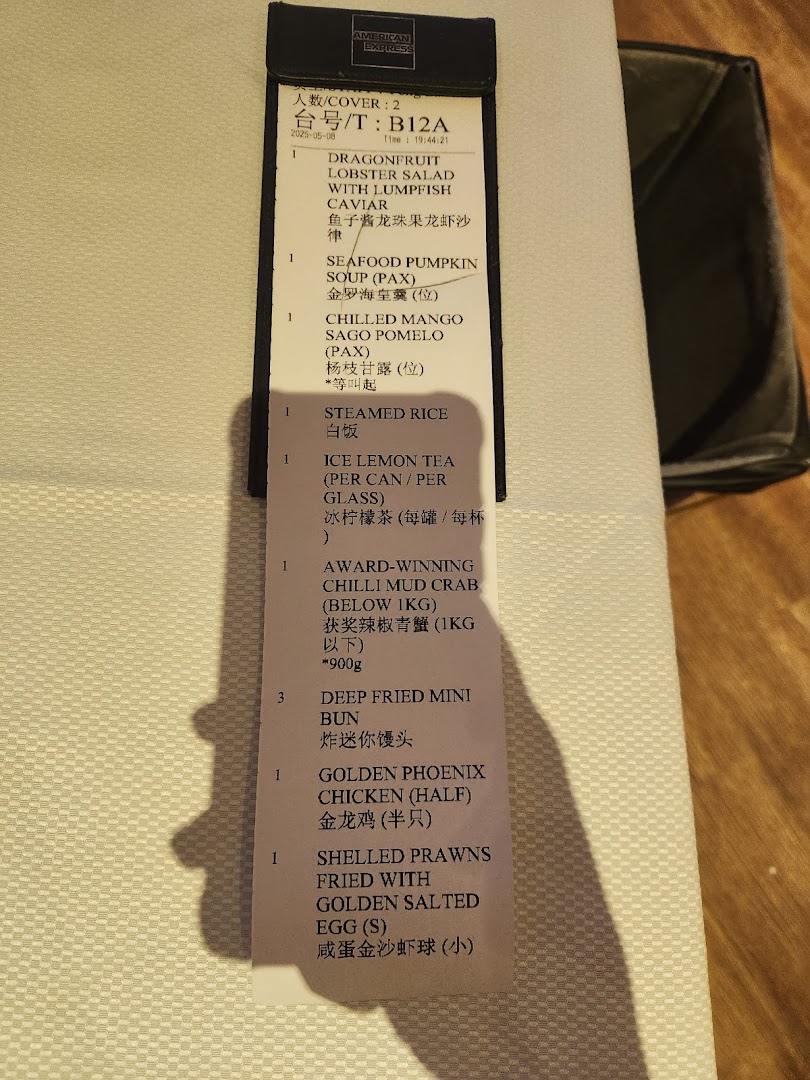 AMERICAN
EXPRESS
人数/COVER : 2
台号/T : B12A
2025-05-08 Time : 19:44:21
1 DRAGONFRUIT
LOBSTER SALAD
WITH LUMPFISH
CAVIAR
鱼子酱龙珠果龙虾沙
律
1 SEAFOOD PUMPKIN
SOUP (PAX)
金罗海皇羹 (位)
1 CHILLED MANGO
SAGO POMELO
(PAX)
杨枝甘露 (位)
*等叫起
1 STEAMED RICE
白饭
1 ICE LEMON TEA
(PER CAN / PER
GLASS)
冰柠檬茶 (每罐 / 每杯
)
1 AWARD-WINNING
CHILLI MUD CRAB
(BELOW 1KG)
获奖辣椒青蟹 (1KG
以下)
*900g
3 DEEP FRIED MINI
BUN
炸迷你馒头
1 GOLDEN PHOENIX
CHICKEN (HALF)
金龙鸡 (半只)
1 SHELLED PRAWNS
FRIED WITH
GOLDEN SALTED
EGG (S)
咸蛋金沙虾球 (小)